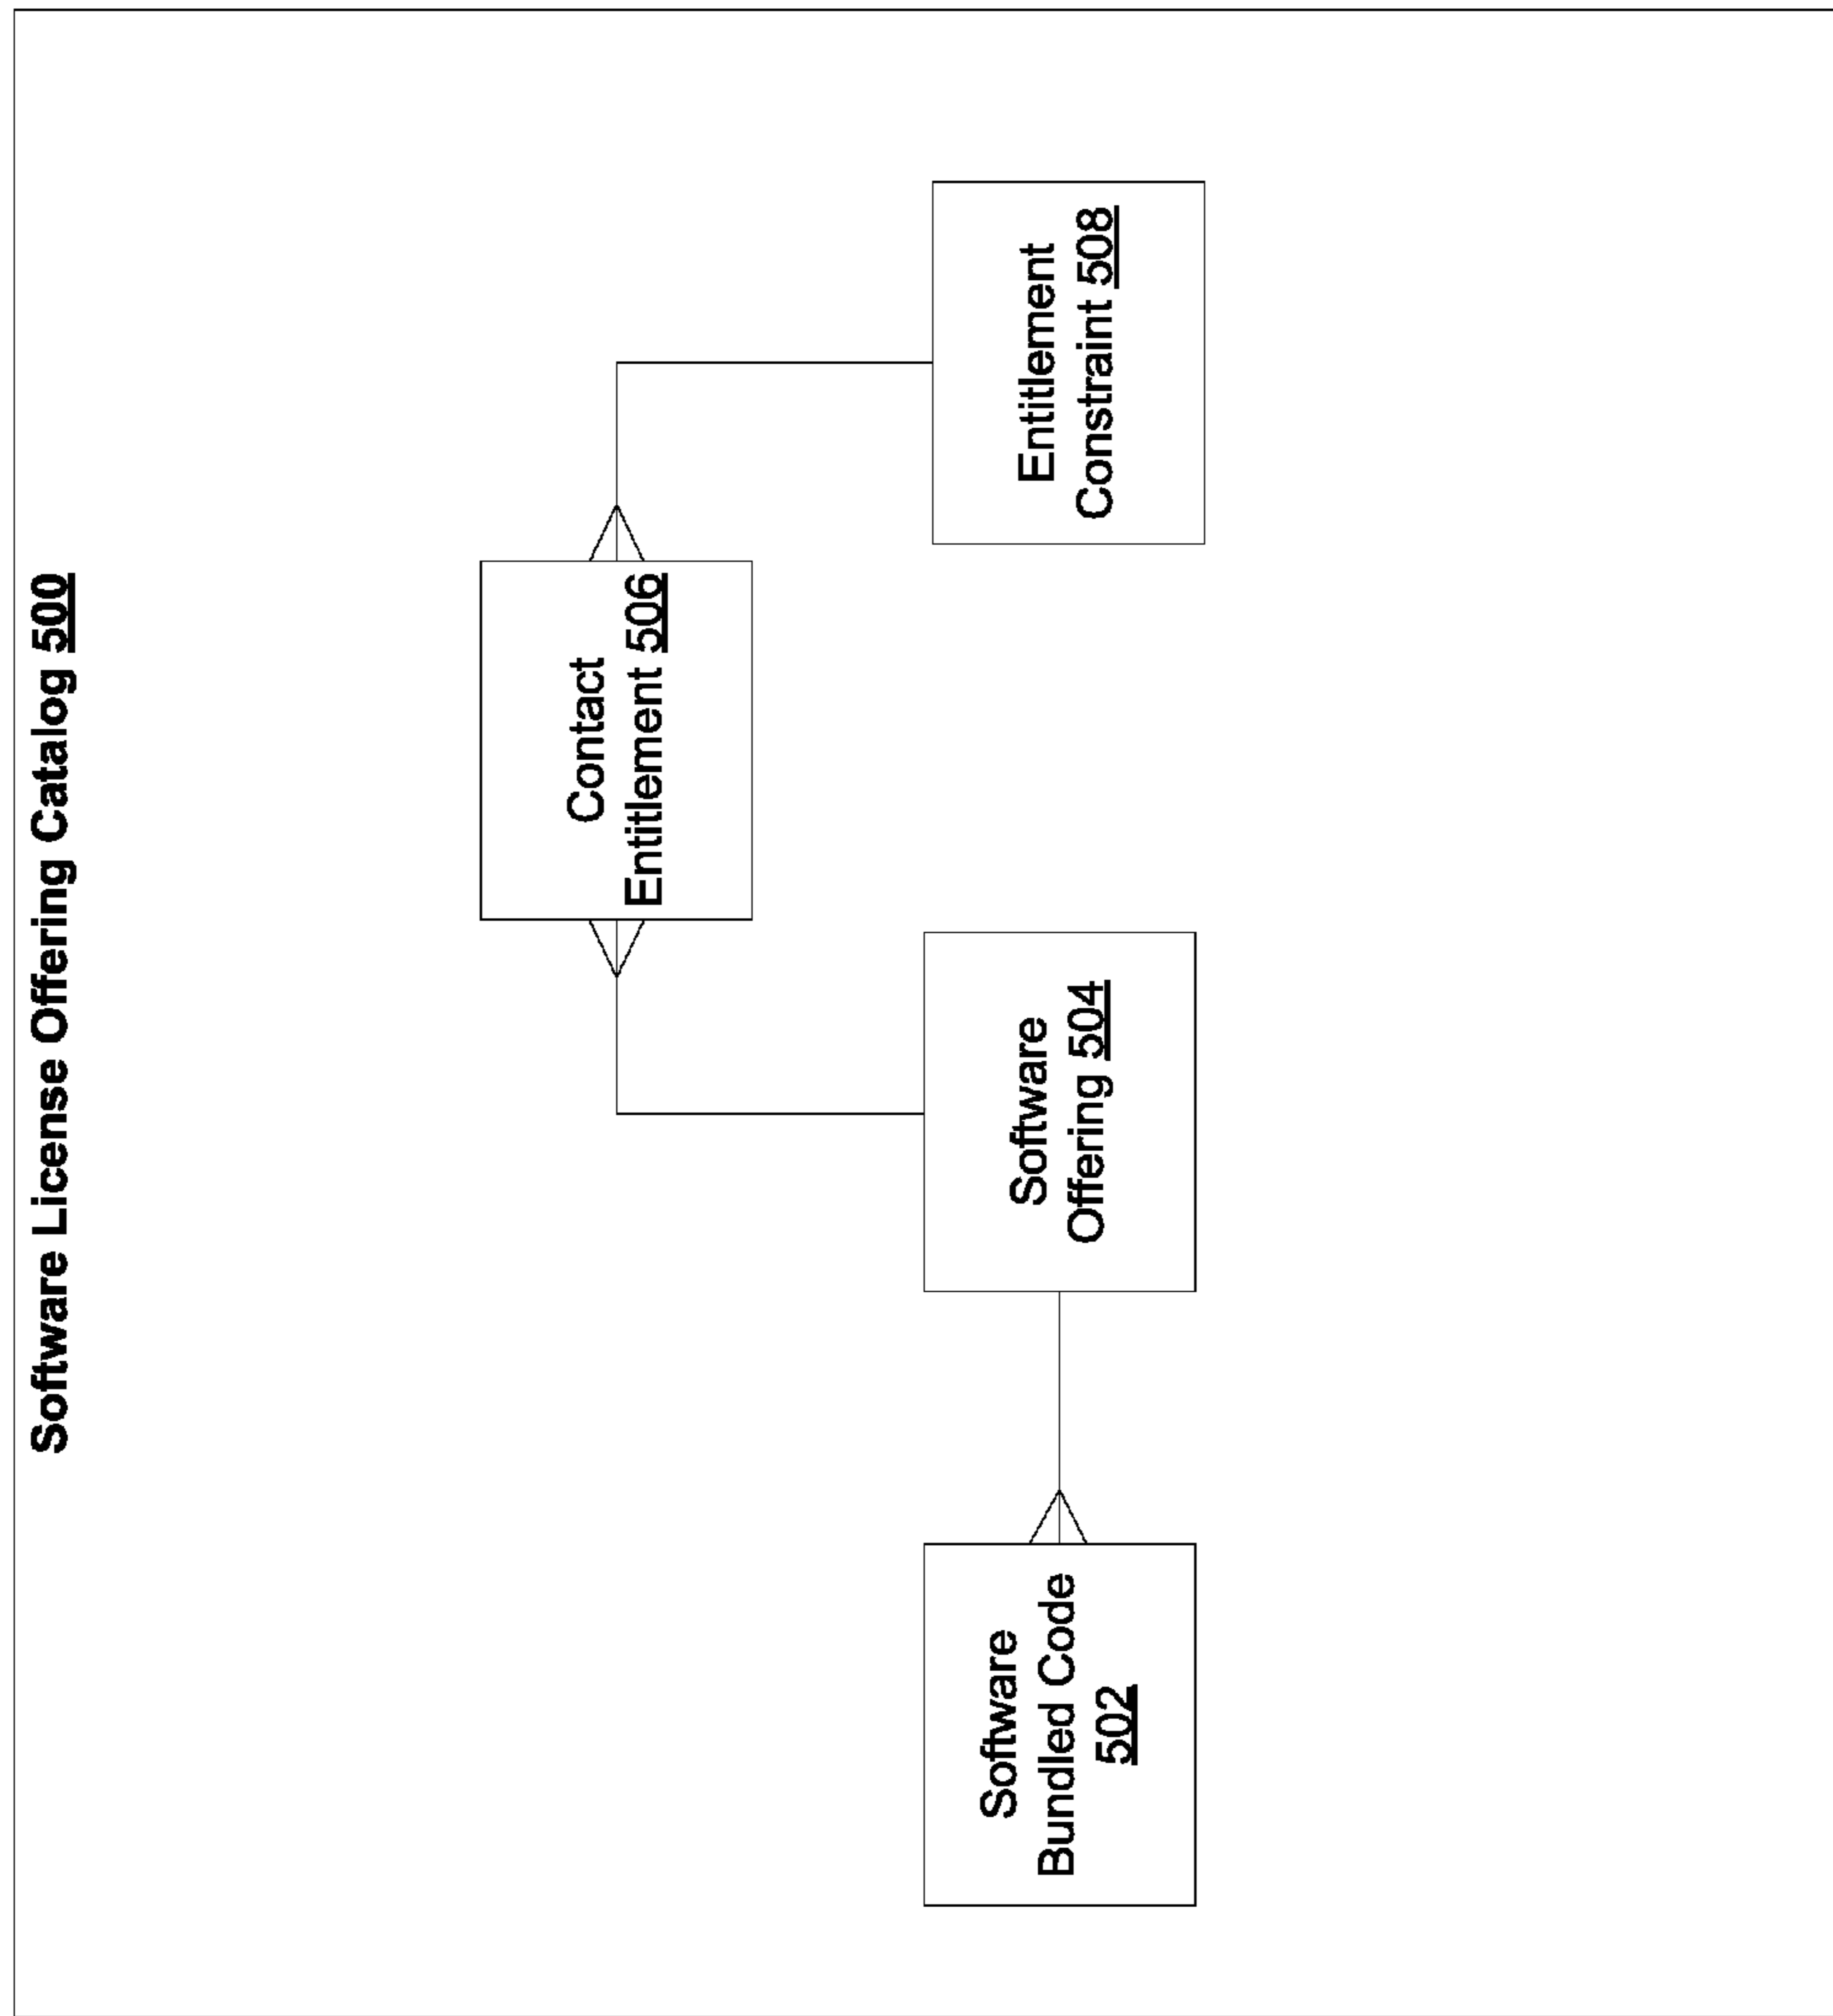 Software License Offering Catalog 500
Contact
Entitlement 506
Software
Bundled Code
502
Software
Offering 504
Entitlement
Constraint 508